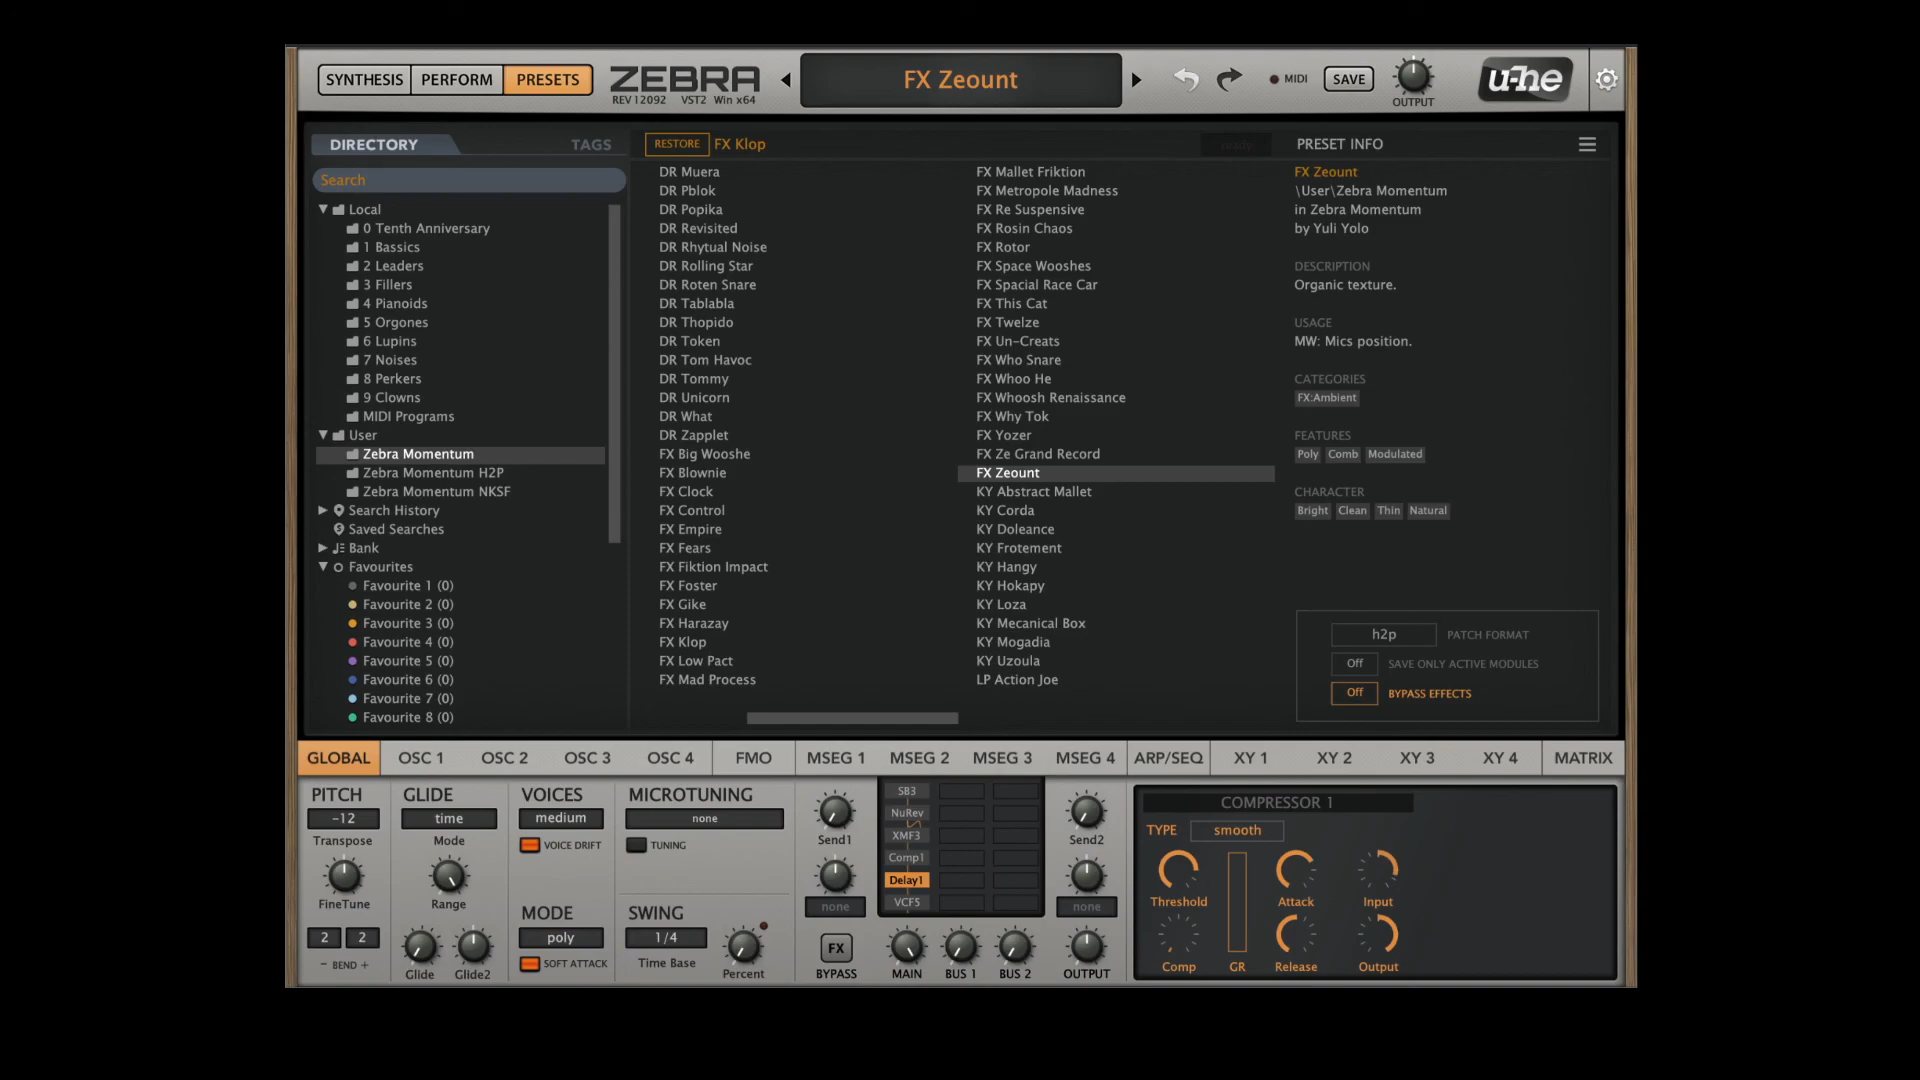 SYNTHESIS PERFORM PRESETS
ZEBRA
REV 12092 VST2 Win x64
FX Zeount
MIDI
SAVE
OUTPUT
u-he
DIRECTORY TAGS
Search
Local
0 Tenth Anniversary
1 Bassics
2 Leaders
3 Fillers
4 Pianoids
5 Orgones
6 Lupins
7 Noises
8 Perkers
9 Clowns
MIDI Programs
User
Zebra Momentum
Zebra Momentum H2P
Zebra Momentum NKSF
Search History
Saved Searches
Bank
Favourites
Favourite 1 (0)
Favourite 2 (0)
Favourite 3 (0)
Favourite 4 (0)
Favourite 5 (0)
Favourite 6 (0)
Favourite 7 (0)
Favourite 8 (0)
RESTORE FX Klop
ready
DR Muera
DR Pblok
DR Popika
DR Revisited
DR Rhytual Noise
DR Rolling Star
DR Roten Snare
DR Tablabla
DR Thopido
DR Token
DR Tom Havoc
DR Tommy
DR Unicorn
DR What
DR Zapplet
FX Big Wooshe
FX Blownie
FX Clock
FX Control
FX Empire
FX Fears
FX Fiktion Impact
FX Foster
FX Gike
FX Harazay
FX Klop
FX Low Pact
FX Mad Process
FX Mallet Friktion
FX Metropole Madness
FX Re Suspensive
FX Rosin Chaos
FX Rotor
FX Space Wooshes
FX Spacial Race Car
FX This Cat
FX Twelze
FX Un-Creats
FX Who Snare
FX Whoo He
FX Whoosh Renaissance
FX Why Tok
FX Yozer
FX Ze Grand Record
FX Zeount
KY Abstract Mallet
KY Corda
KY Doleance
KY Frotement
KY Hangy
KY Hokapy
KY Loza
KY Mecanical Box
KY Mogadia
KY Uzoula
LP Action Joe
PRESET INFO
FX Zeount
\User\Zebra Momentum
in Zebra Momentum
by Yuli Yolo
DESCRIPTION
Organic texture.
USAGE
MW: Mics position.
CATEGORIES
FX:Ambient
FEATURES
Poly Comb Modulated
CHARACTER
Bright Clean Thin Natural
h2p PATCH FORMAT
Off SAVE ONLY ACTIVE MODULES
Off BYPASS EFFECTS
GLOBAL OSC 1 OSC 2 OSC 3 OSC 4 FMO MSEG 1 MSEG 2 MSEG 3 MSEG 4 ARP/SEQ XY 1 XY 2 XY 3 XY 4 MATRIX
PITCH
-12
Transpose
FineTune
2 2
- BEND +
GLIDE
time
Mode
Range
Glide Glide2
VOICES
medium
VOICE DRIFT
MODE
poly
SOFT ATTACK
MICROTUNING
none
TUNING
SWING
1/4
Time Base
Percent
Send1
none
FX
BYPASS
SB3
NuRev
XMF3
Comp1
Delay1
VCF5
MAIN BUS 1 BUS 2
Send2
none
OUTPUT
COMPRESSOR 1
TYPE smooth
Threshold Attack Input
Comp GR Release Output